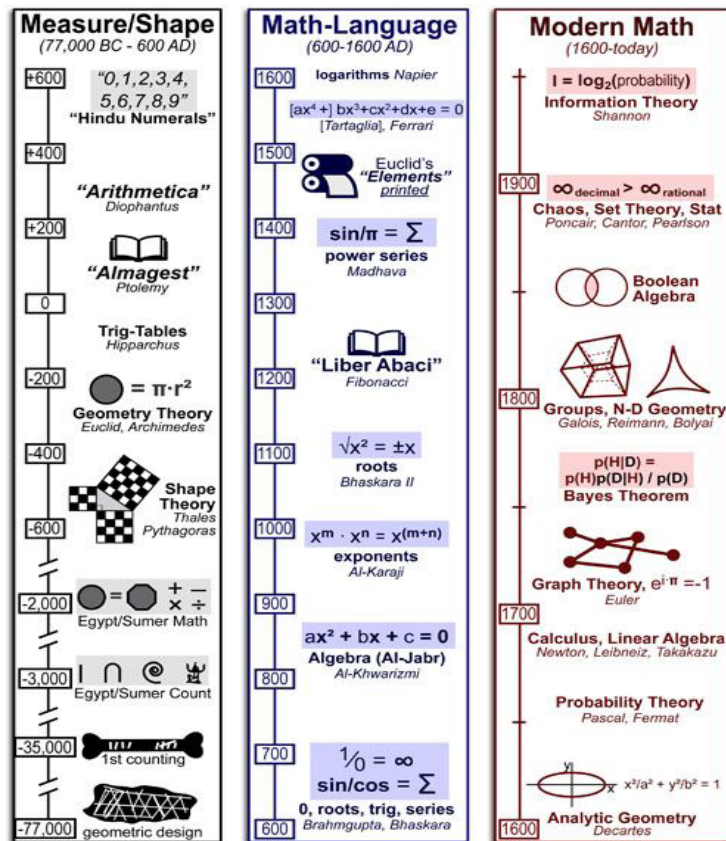 Measure/Shape
(77,000 BC - 600 AD)
+600
"0,1,2,3,4,
5,6,7,8,9"
"Hindu Numerals"
+400
"Arithmetica"
Diophantus
+200
"Almagest"
Ptolemy
0
Trig-Tables
Hipparchus
-200
= π·r²
Geometry Theory
Euclid, Archimedes
-400
Shape
Theory
Thales
Pythagoras
-600
-2,000
= + −
× ÷
Egypt/Sumer Math
-3,000
Egypt/Sumer Count
-35,000
1st counting
-77,000
geometric design
Math-Language
(600-1600 AD)
1600
logarithms Napier
[ax⁴+] bx³+cx²+dx+e = 0
[Tartaglia], Ferrari
1500
Euclid's
"Elements"
printed
1400
sin/π = Σ
power series
Madhava
1300
"Liber Abaci"
Fibonacci
1200
1100
√x² = ±x
roots
Bhaskara II
1000
xᵐ · xⁿ = x⁽ᵐ⁺ⁿ⁾
exponents
Al-Karaji
900
ax² + bx + c = 0
Algebra (Al-Jabr)
Al-Khwarizmi
800
700
1/0 = ∞
sin/cos = Σ
0, roots, trig, series
Brahmgupta, Bhaskara
600
Modern Math
(1600-today)
I = log₂(probability)
Information Theory
Shannon
1900
∞decimal > ∞rational
Chaos, Set Theory, Stat
Poncair, Cantor, Pearlson
Boolean
Algebra
1800
Groups, N-D Geometry
Galois, Reimann, Bolyai
p(H|D) =
p(H)p(D|H) / p(D)
Bayes Theorem
Graph Theory, e^i·π =-1
Euler
1700
Calculus, Linear Algebra
Newton, Leibneiz, Takakazu
Probability Theory
Pascal, Fermat
y
x
x²/a² + y²/b² = 1
Analytic Geometry
Decartes
1600